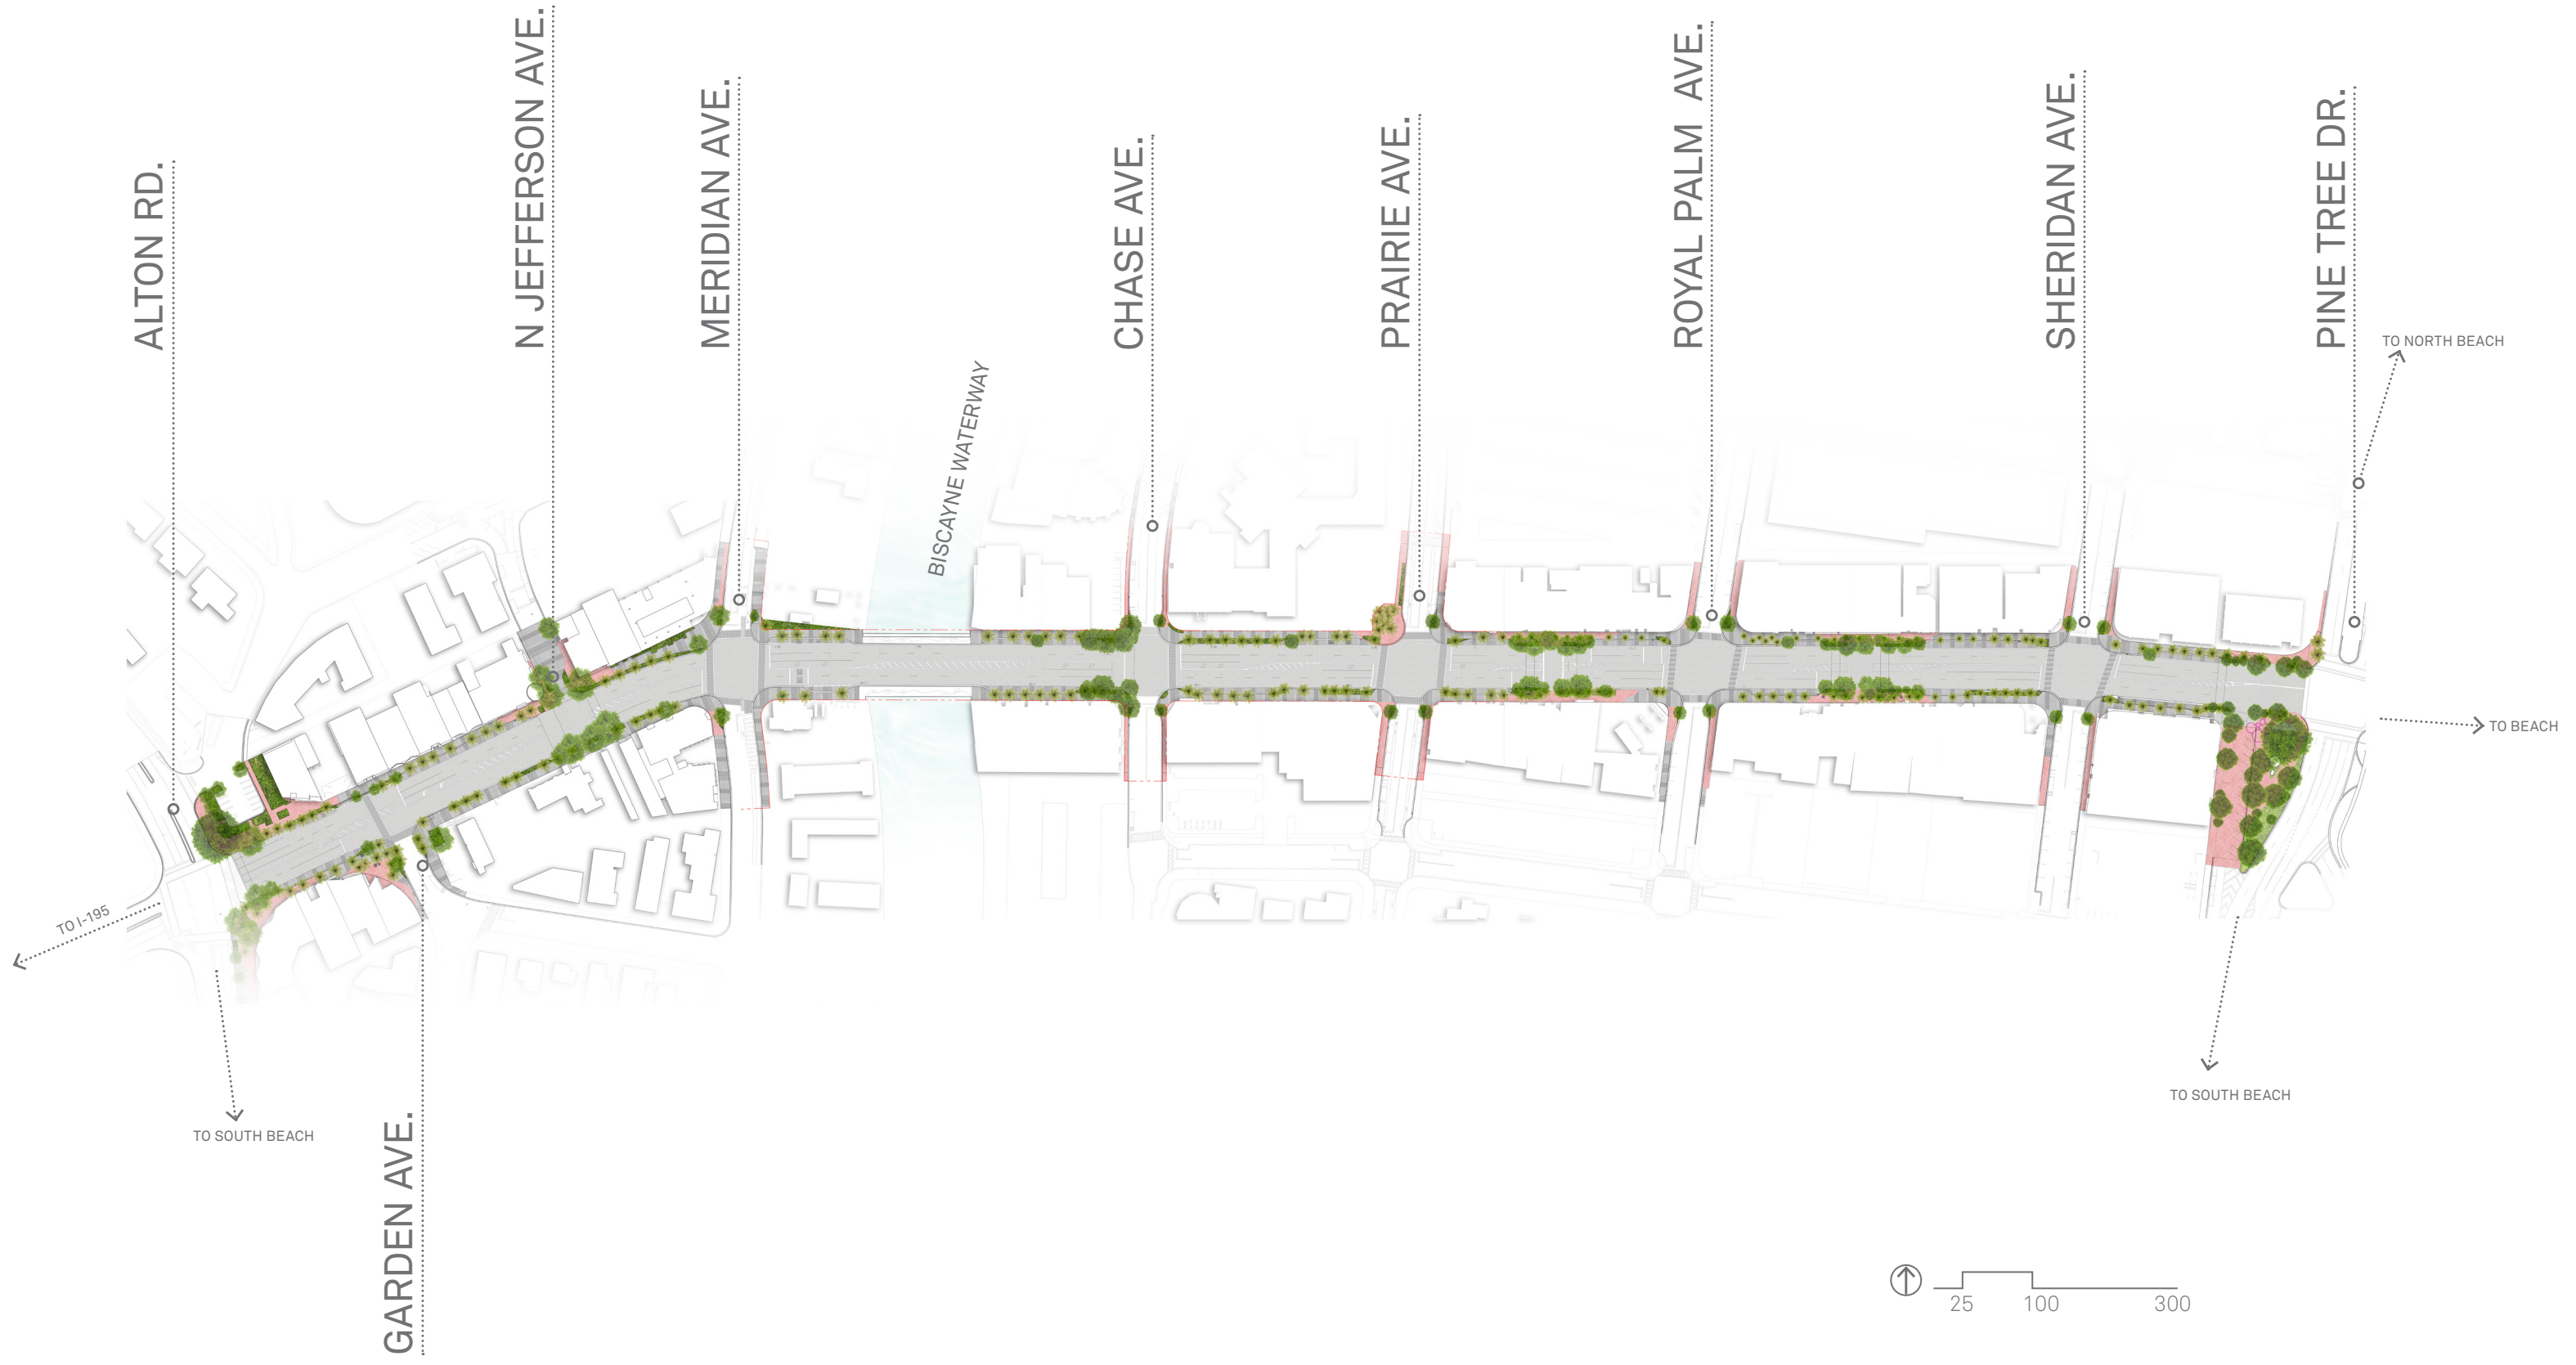 ALTON RD.
N JEFFERSON AVE.
MERIDIAN AVE.
BISCAYNE WATERWAY
CHASE AVE.
PRAIRIE AVE.
ROYAL PALM AVE.
SHERIDAN AVE.
PINE TREE DR.
TO NORTH BEACH
TO BEACH
TO I-195
TO SOUTH BEACH
GARDEN AVE.
TO SOUTH BEACH
25 100 300